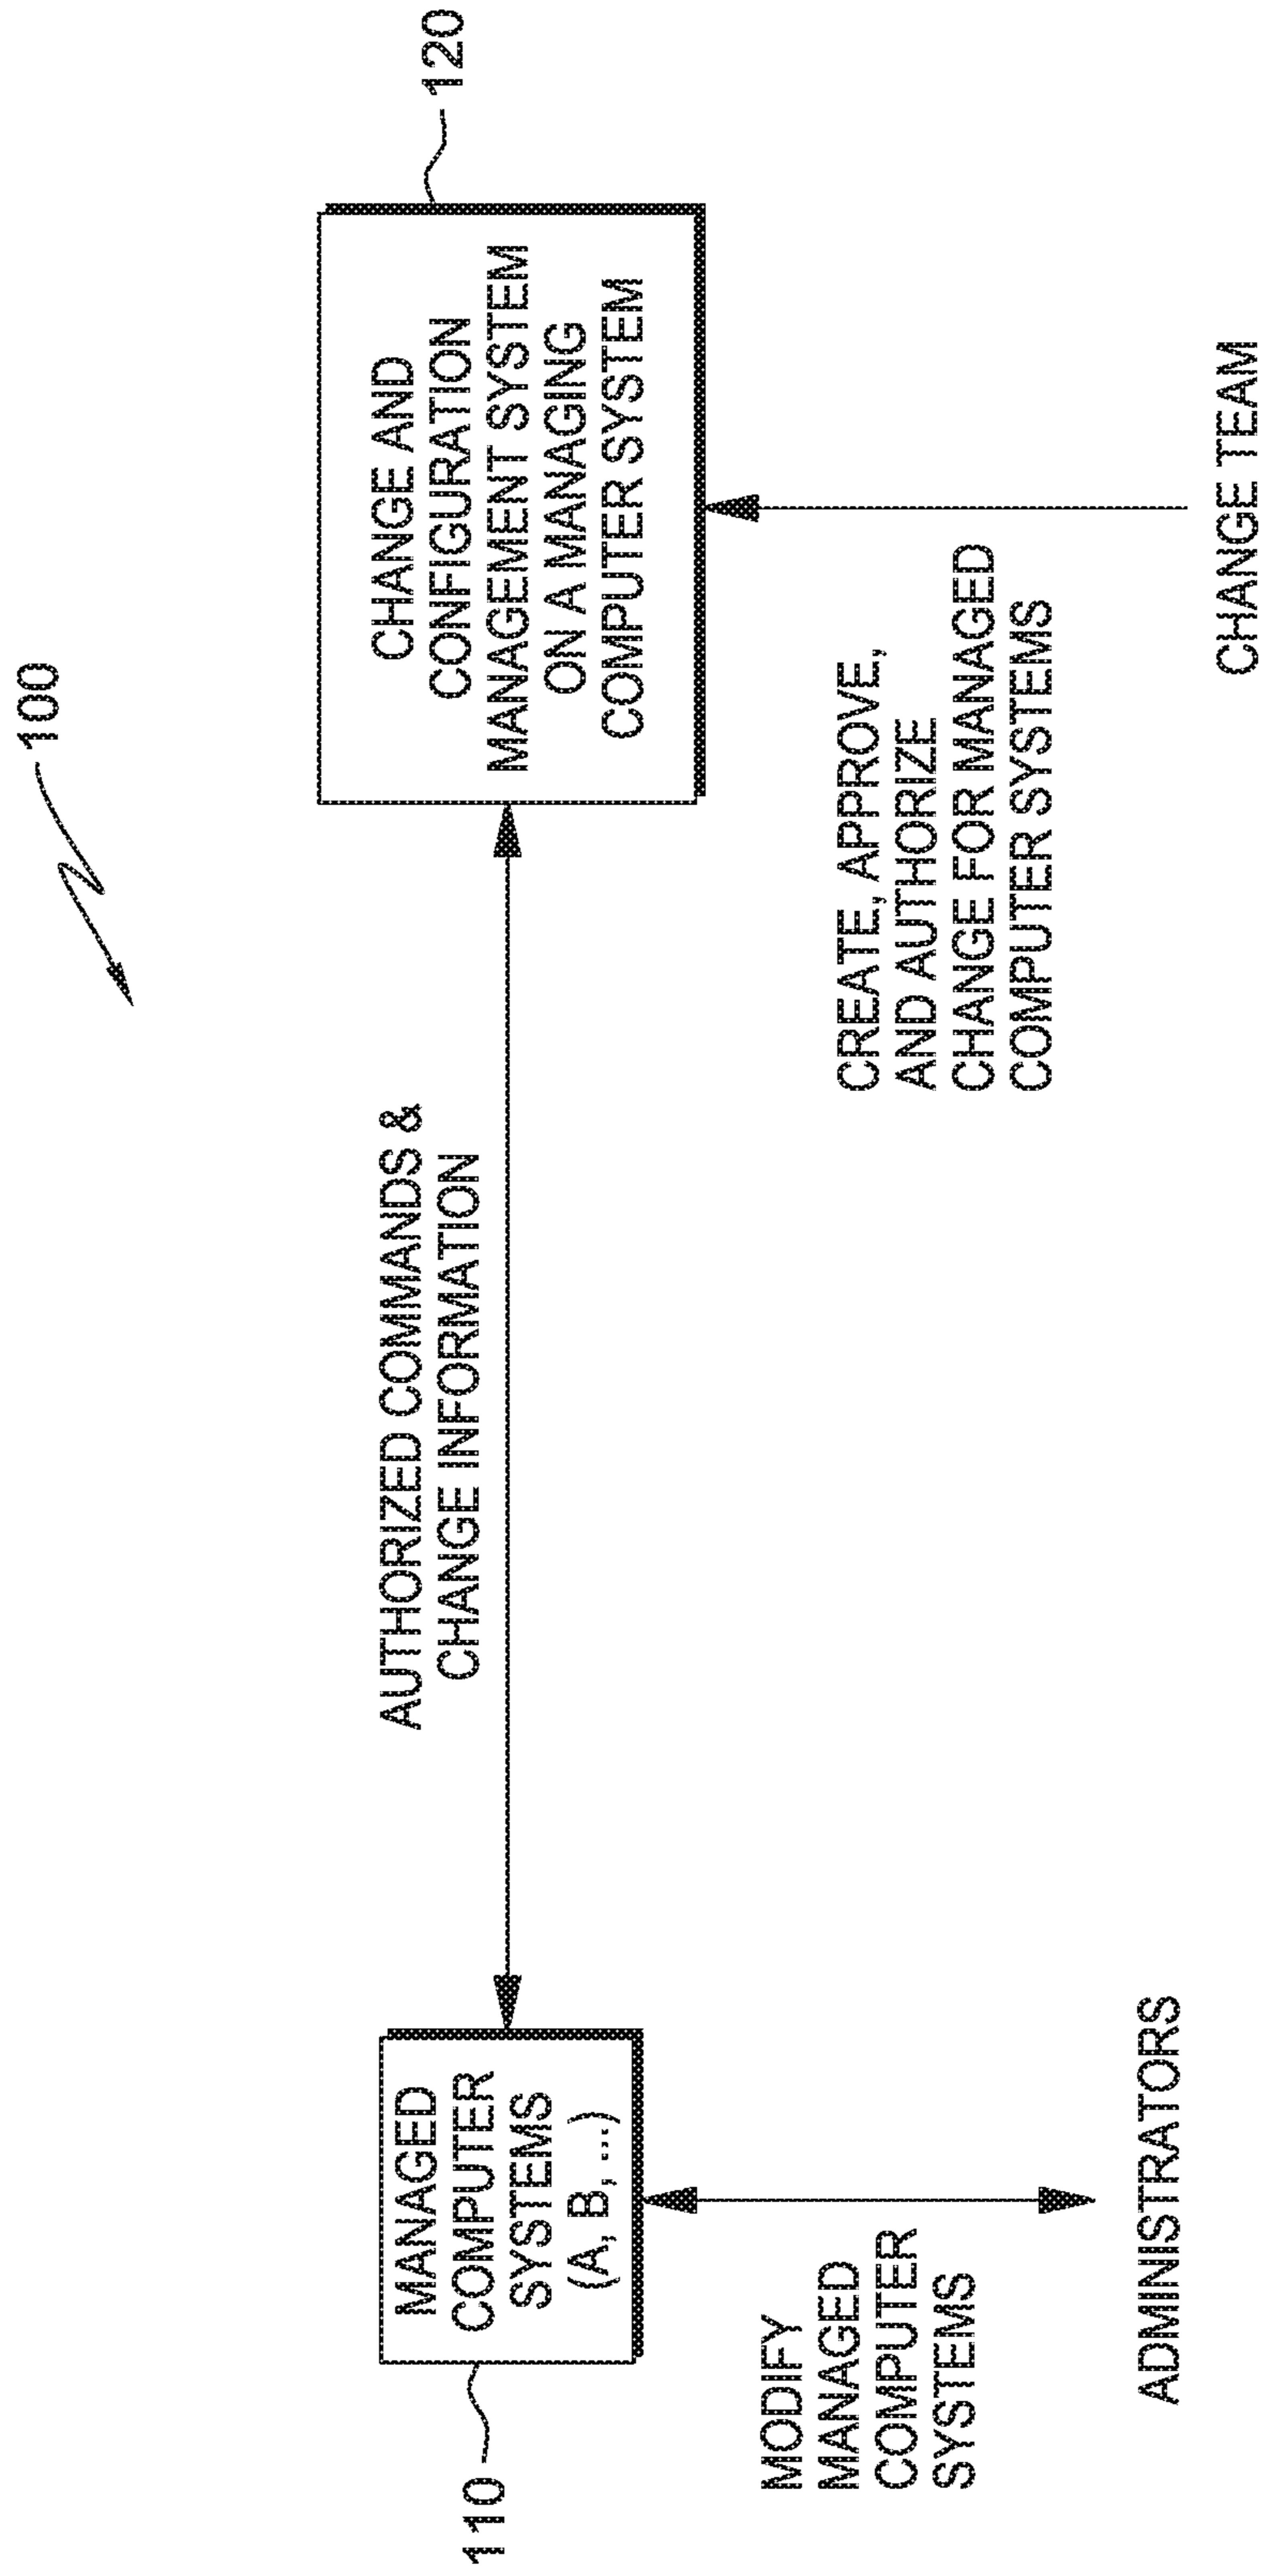 100
110
MANAGED
COMPUTER
SYSTEMS
(A, B, ...)
AUTHORIZED COMMANDS &
CHANGE INFORMATION
CHANGE AND
CONFIGURATION
MANAGEMENT SYSTEM
ON A MANAGING
COMPUTER SYSTEM
120
MODIFY
MANAGED
COMPUTER
SYSTEMS
CREATE, APPROVE,
AND AUTHORIZE
CHANGE FOR MANAGED
COMPUTER SYSTEMS
ADMINISTRATORS
CHANGE TEAM